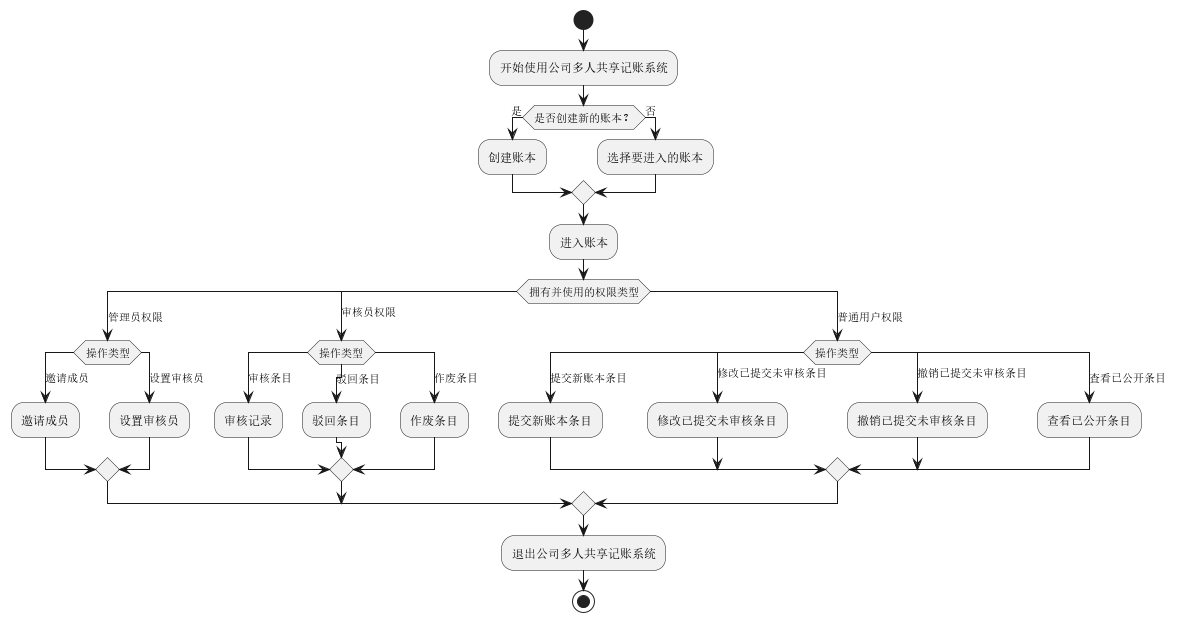 开始使用公司多人共享记账系统
是
是否创建新的账本？
否
创建账本
选择要进入的账本
进入账本
拥有并使用的权限类型
管理员权限
审核员权限
普通用户权限
操作类型
操作类型
操作类型
邀请成员
设置审核员
审核条目
驳回条目
作废条目
提交新账本条目
修改已提交未审核条目
撤销已提交未审核条目
查看已公开条目
邀请成员
设置审核员
审核记录
驳回条目
作废条目
提交新账本条目
修改已提交未审核条目
撤销已提交未审核条目
查看已公开条目
退出公司多人共享记账系统